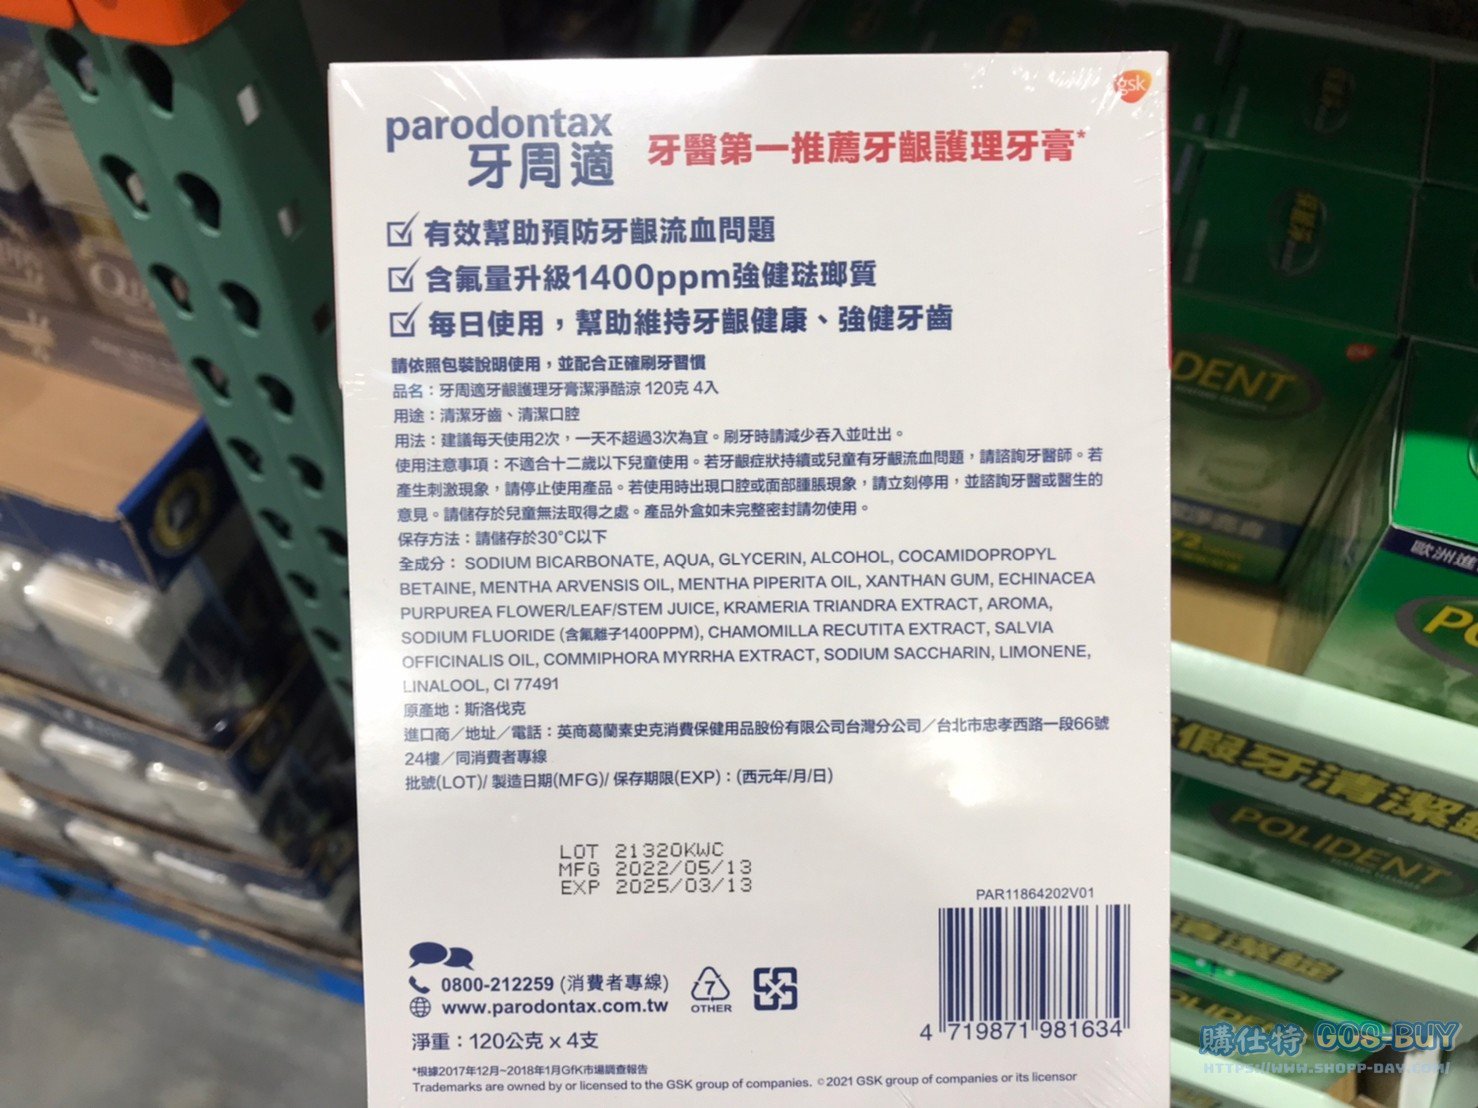 gsk
parodontax
牙周適
牙醫第一推薦牙齦護理牙膏*
有效幫助預防牙齦流血問題
含氟量升級1400ppm強健琺瑯質
每日使用，幫助維持牙齦健康、強健牙齒
請依照包裝說明使用，並配合正確刷牙習慣
品名：牙周適牙齦護理牙膏潔淨酷涼 120克 4入
用途：清潔牙齒、清潔口腔
用法：建議每天使用2次，一天不超過3次為宜。刷牙時請減少吞入並吐出。
使用注意事項：不適合十二歲以下兒童使用。若牙齦症狀持續或兒童有牙齦流血問題，請諮詢牙醫師。若
產生刺激現象，請停止使用產品。若使用時出現口腔或面部腫脹現象，請立刻停用，並諮詢牙醫或醫生的
意見。請儲存於兒童無法取得之處。產品外盒如未完整密封請勿使用。
保存方法：請儲存於30°C以下
全成分： SODIUM BICARBONATE, AQUA, GLYCERIN, ALCOHOL, COCAMIDOPROPYL
BETAINE, MENTHA ARVENSIS OIL, MENTHA PIPERITA OIL, XANTHAN GUM, ECHINACEA
PURPUREA FLOWER/LEAF/STEM JUICE, KRAMERIA TRIANDRA EXTRACT, AROMA,
SODIUM FLUORIDE (含氟離子1400PPM), CHAMOMILLA RECUTITA EXTRACT, SALVIA
OFFICINALIS OIL, COMMIPHORA MYRRHA EXTRACT, SODIUM SACCHARIN, LIMONENE,
LINALOOL, CI 77491
原產地：斯洛伐克
進口商／地址／電話：英商葛蘭素史克消費保健用品股份有限公司台灣分公司／台北市忠孝西路一段66號
24樓／同消費者專線
批號(LOT)/ 製造日期(MFG)/ 保存期限(EXP)：(西元年/月/日)
LOT 21320KWC
MFG 2022/05/13
EXP 2025/03/13
PAR11864202V01
4 719871 981634
0800-212259 (消費者專線)
www.parodontax.com.tw
7
OTHER
淨重：120公克 x 4支
*根據2017年12月~2018年1月GfK市場調查報告
Trademarks are owned by or licensed to the GSK group of companies. ©2021 GSK group of companies or its licensor
DENT
歐洲進
PO
假牙清潔
POLIDENT
購仕特 GOS-BUY
HTTPS://WWW.SHOPP-DAY.COM/